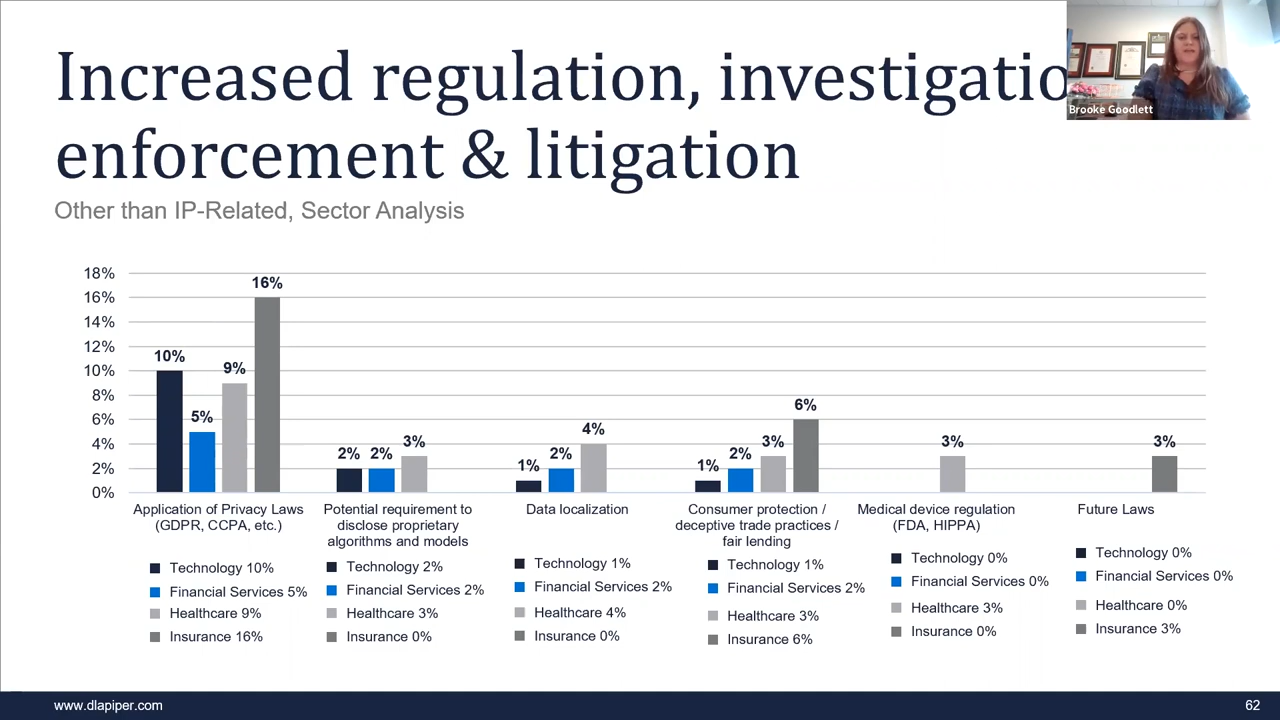 Increased regulation, investigatio
enforcement & litigation
Brooke Goodlett
Other than IP-Related, Sector Analysis
18%
16%
14%
12%
10%
8%
6%
4%
2%
0%
10%
5%
9%
16%
2%
2%
3%
1%
2%
4%
1%
2%
3%
6%
3%
3%
Application of Privacy Laws
(GDPR, CCPA, etc.)
Technology 10%
Financial Services 5%
Healthcare 9%
Insurance 16%
Potential requirement to
disclose proprietary
algorithms and models
Technology 2%
Financial Services 2%
Healthcare 3%
Insurance 0%
Data localization
Technology 1%
Financial Services 2%
Healthcare 4%
Insurance 0%
Consumer protection /
deceptive trade practices /
fair lending
Technology 1%
Financial Services 2%
Healthcare 3%
Insurance 6%
Medical device regulation
(FDA, HIPPA)
Technology 0%
Financial Services 0%
Healthcare 3%
Insurance 0%
Future Laws
Technology 0%
Financial Services 0%
Healthcare 0%
Insurance 3%
www.dlapiper.com
62